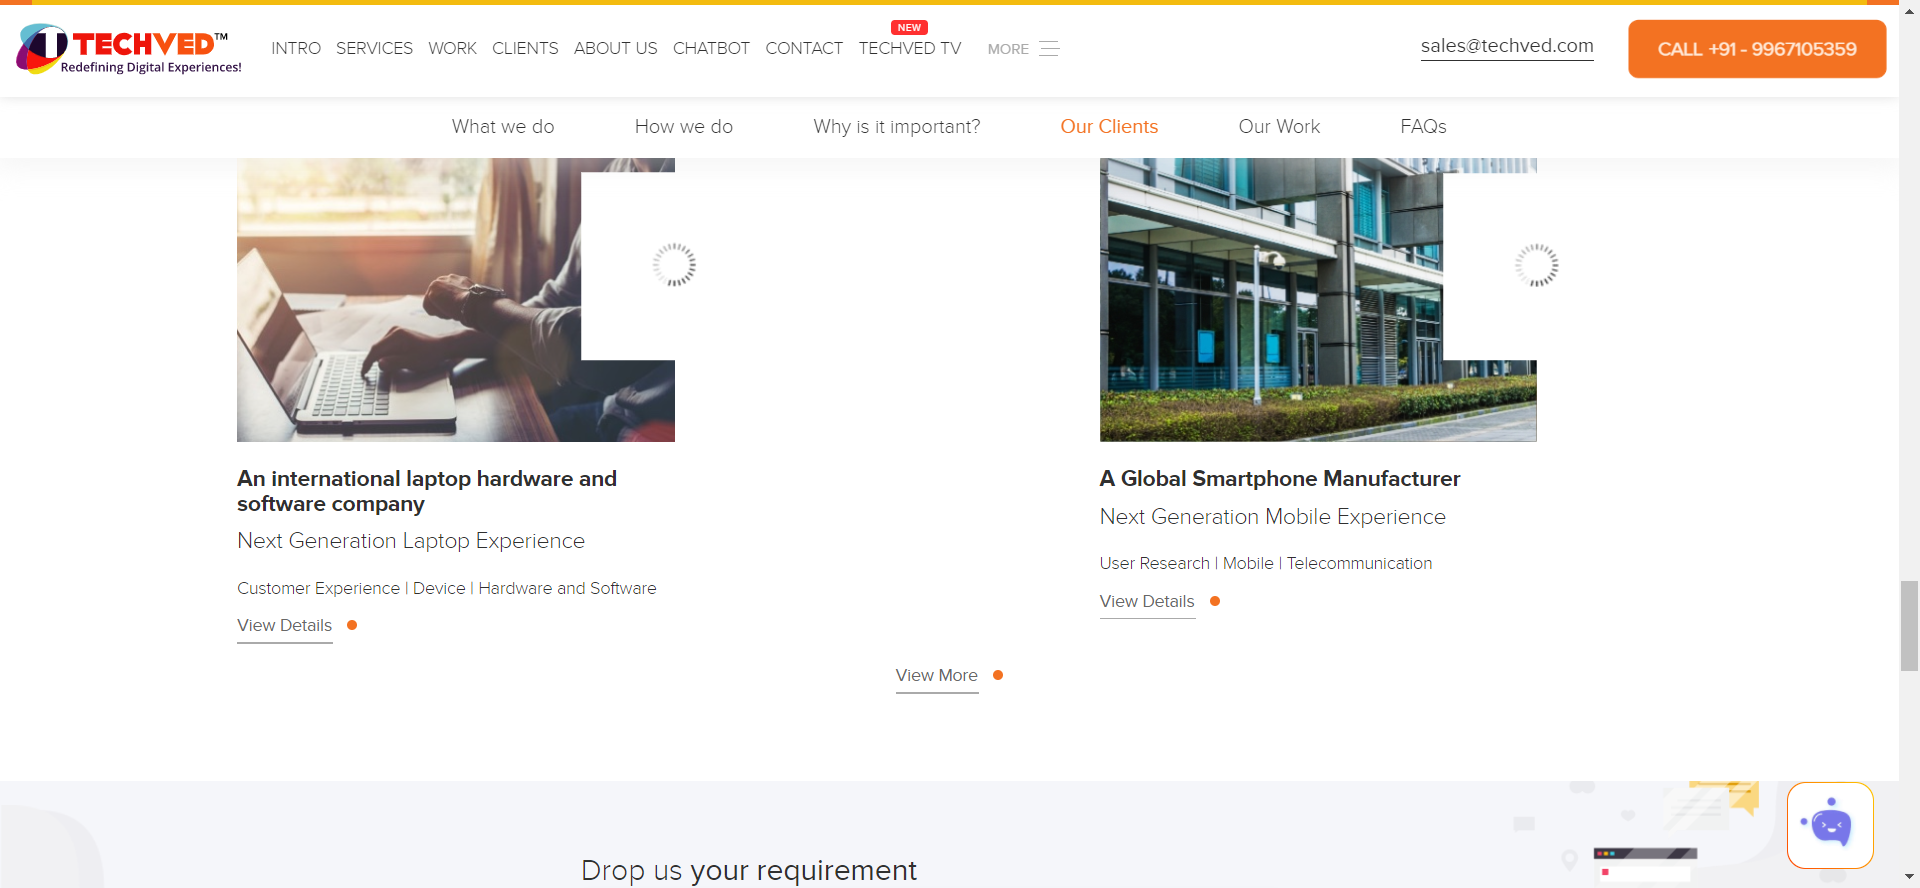 TECHVED™
Redefining Digital Experiences!
INTRO SERVICES WORK CLIENTS ABOUT US CHATBOT CONTACT TECHVED TV
NEW
MORE
sales@techved.com
CALL +91 - 9967105359
What we do
How we do
Why is it important?
Our Clients
Our Work
FAQs
An international laptop hardware and
software company
Next Generation Laptop Experience
Customer Experience | Device | Hardware and Software
View Details
A Global Smartphone Manufacturer
Next Generation Mobile Experience
User Research | Mobile | Telecommunication
View Details
View More
Drop us your requirement